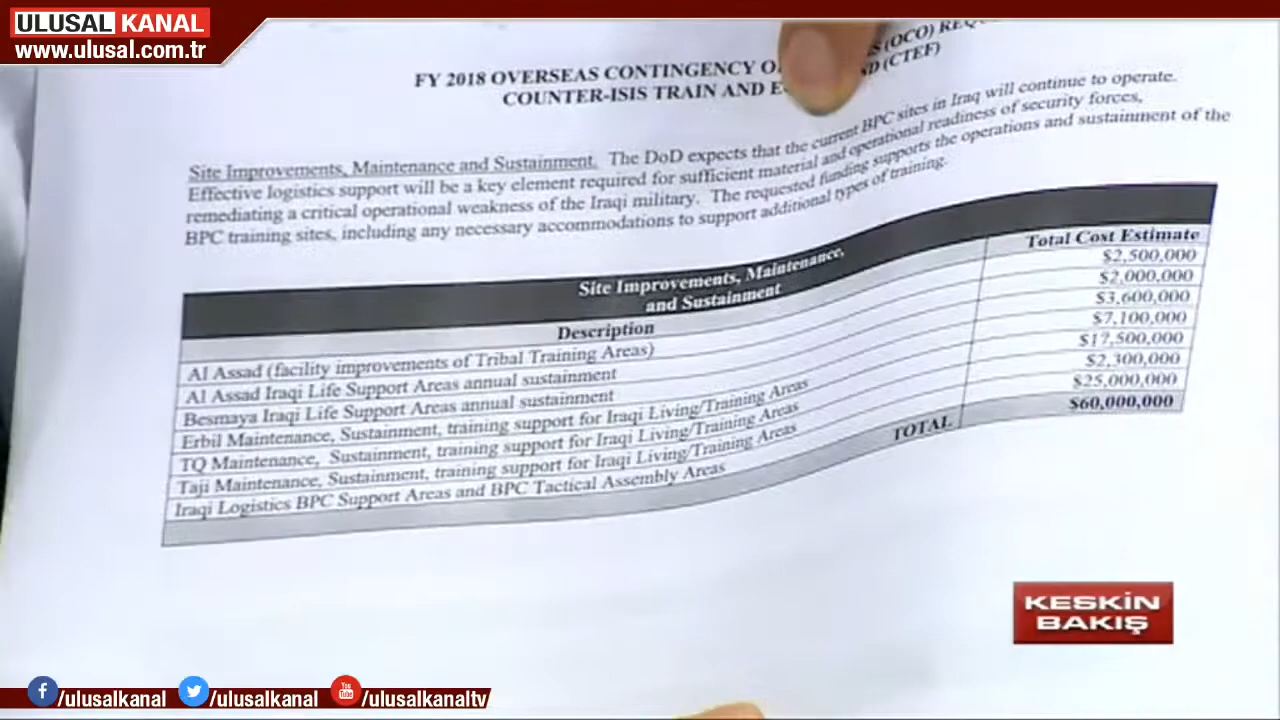 ULUSAL KANAL
www.ulusal.com.tr
FY 2018 OVERSEAS CONTINGENCY (OCO)
COUNTER-ISIS TRAIN AND (CTEF)
Site Improvements, Maintenance and Sustainment. The DoD expects that the current BPC sites in Iraq will continue to operate.
Effective logistics support will be a key element required for sufficient material and operational readiness of security forces,
remediating a critical operational weakness of the Iraqi military. The requested funding supports the operations and sustainment of the
BPC training sites, including any necessary accommodations to support additional types of training.
Site Improvements, Maintenance,
and Sustainment
Description Total Cost Estimate
Al Assad (facility improvements of Tribal Training Areas) $2,500,000
Al Assad Iraqi Life Support Areas annual sustainment $2,000,000
Besmaya Iraqi Life Support Areas annual sustainment $3,600,000
Erbil Maintenance, Sustainment, training support for Iraqi Living/Training Areas $7,100,000
TQ Maintenance, Sustainment, training support for Iraqi Living/Training Areas $17,500,000
Taji Maintenance, Sustainment, training support for Iraqi Living/Training Areas $2,300,000
Iraqi Logistics BPC Support Areas and BPC Tactical Assembly Areas $25,000,000
TOTAL $60,000,000
KESKİN
BAKIŞ
/ulusalkanal /ulusalkanal You Tube /ulusalkanaltv